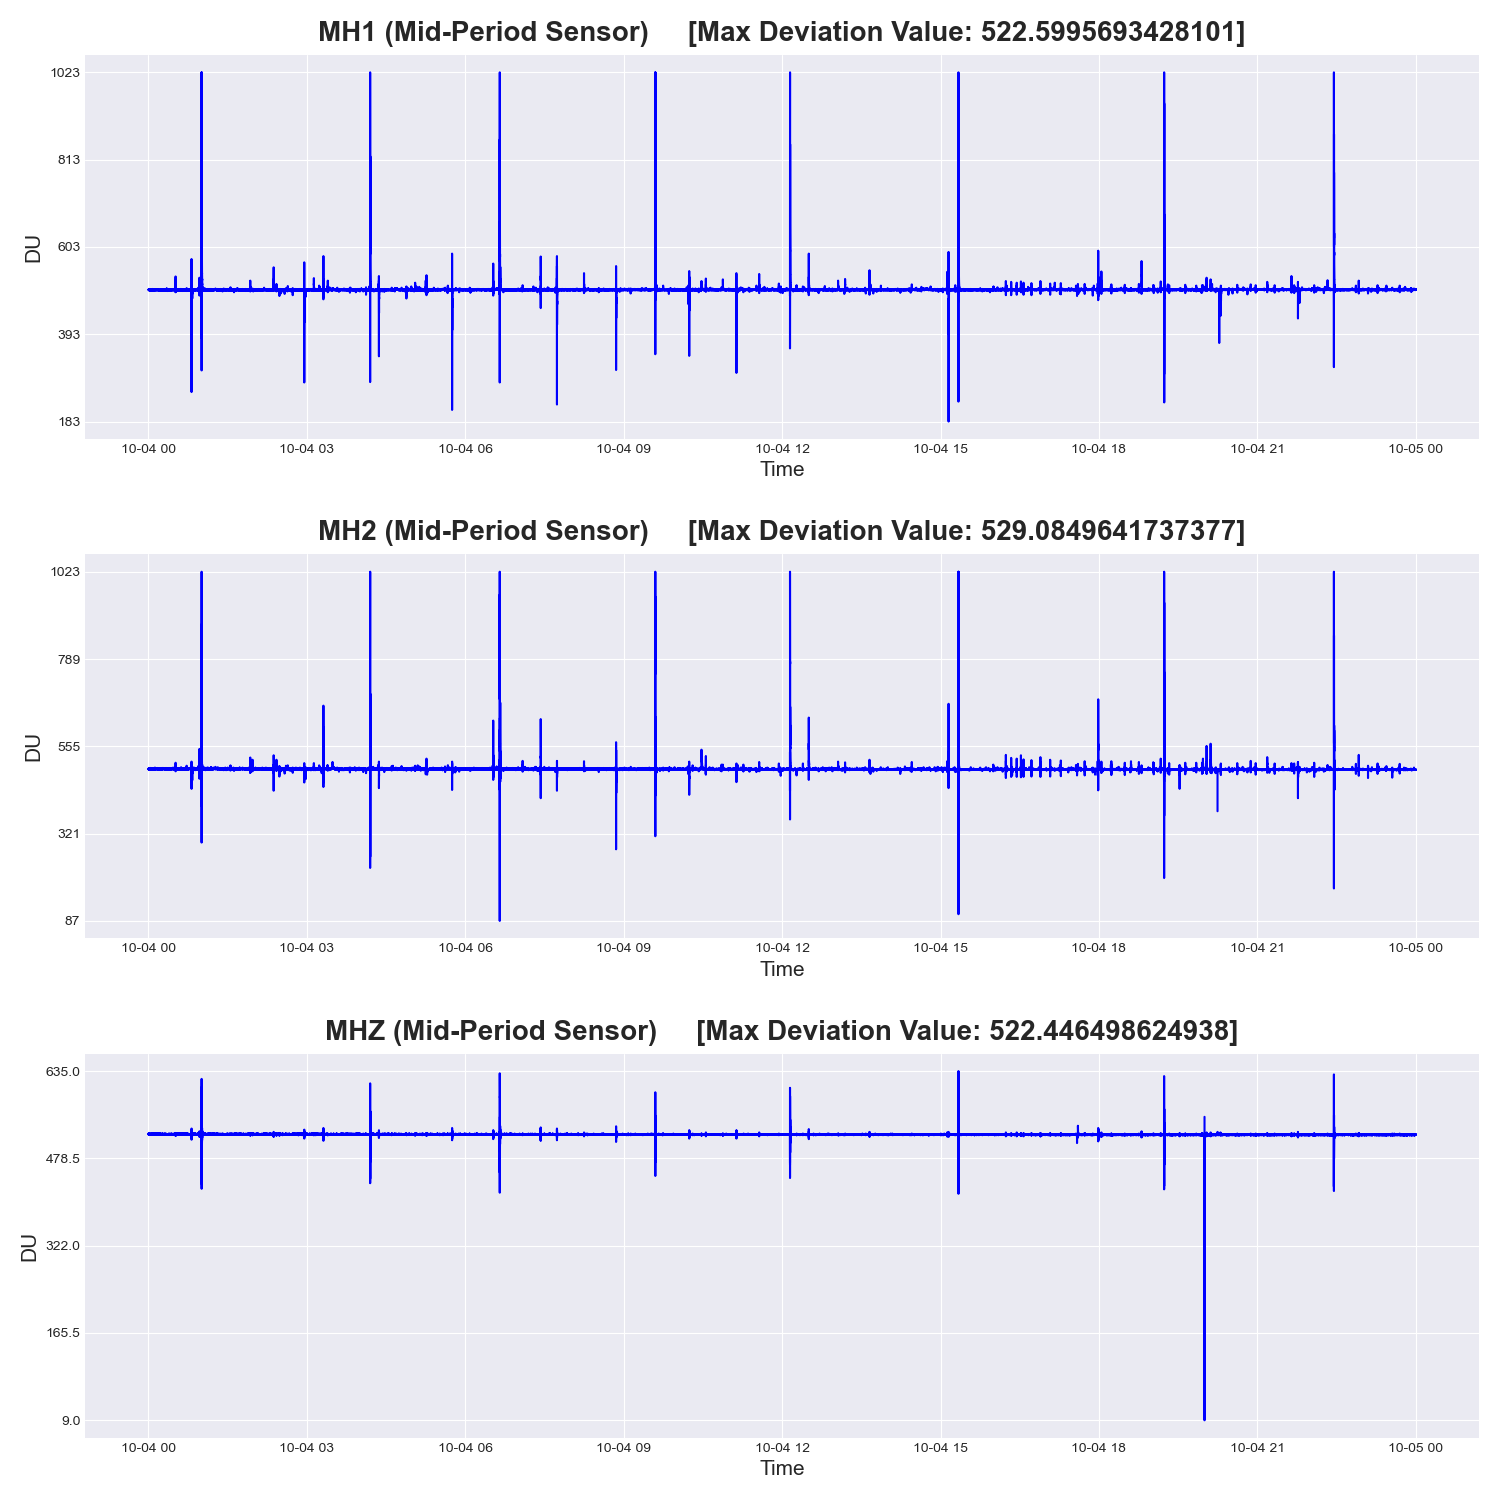 MH1 (Mid-Period Sensor) [Max Deviation Value: 522.5995693428101]
1023
813
603
393
183
DU
10-04 00 10-04 03 10-04 06 10-04 09 10-04 12 10-04 15 10-04 18 10-04 21 10-05 00
Time
MH2 (Mid-Period Sensor) [Max Deviation Value: 529.0849641737377]
1023
789
555
321
87
DU
10-04 00 10-04 03 10-04 06 10-04 09 10-04 12 10-04 15 10-04 18 10-04 21 10-05 00
Time
MHZ (Mid-Period Sensor) [Max Deviation Value: 522.446498624938]
635.0
478.5
322.0
165.5
9.0
DU
10-04 00 10-04 03 10-04 06 10-04 09 10-04 12 10-04 15 10-04 18 10-04 21 10-05 00
Time